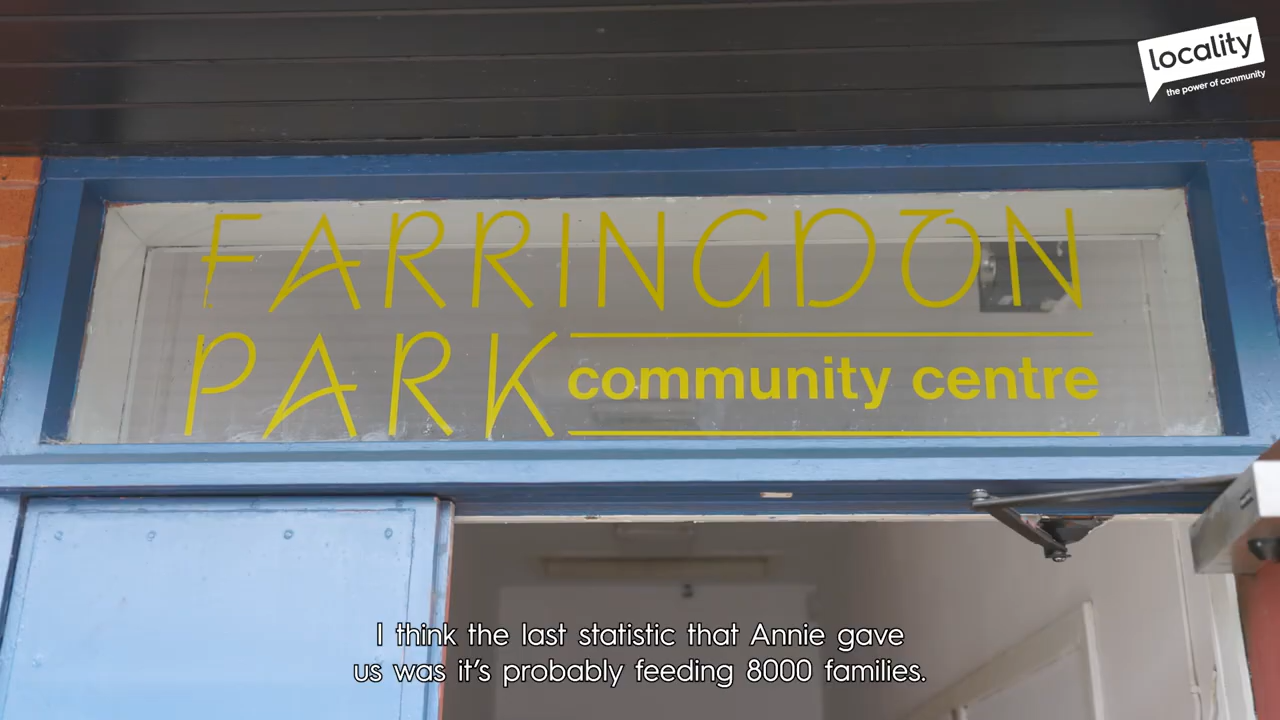 locality
the power of community
FARRINGDON
PARK community centre
I think the last statistic that Annie gave
us was it's probably feeding 8000 families.